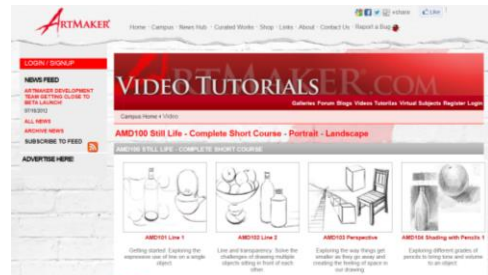 ARTMAKER
Home · Campus · News Hub · Curated Works · Shop · Links · About · Contact Us · Report a Bug
Like
LOGIN / SIGNUP
NEWS FEED
ARTMAKER DEVELOPMENT
TEAM GETTING CLOSE TO
BETA LAUNCH!
ALL NEWS
ARCHIVE NEWS
SUBSCRIBE TO FEED
ADVERTISE HERE!
VIDEO TUTORIALS
Galleries Forum Blogs Videos Tutorials Virtual Subjects Register Login
Campus Home • Video
AMD100 Still Life - Complete Short Course - Portrait - Landscape
AMD100 STILL LIFE - COMPLETE SHORT COURSE
AMD101 Line 1
Getting started: Exploring the
expressive use of line on a single
object.
AMD102 Line 2
Line and transparency: Solve the
challenges of drawing multiple
objects sitting in front of each
other.
AMD103 Perspective
Exploring the way things get
smaller as they go away and
creating the feeling of space in
our drawing
AMD104 Shading with Pencils 1
Exploring different grades of
pencils to bring tone and volume
to an object